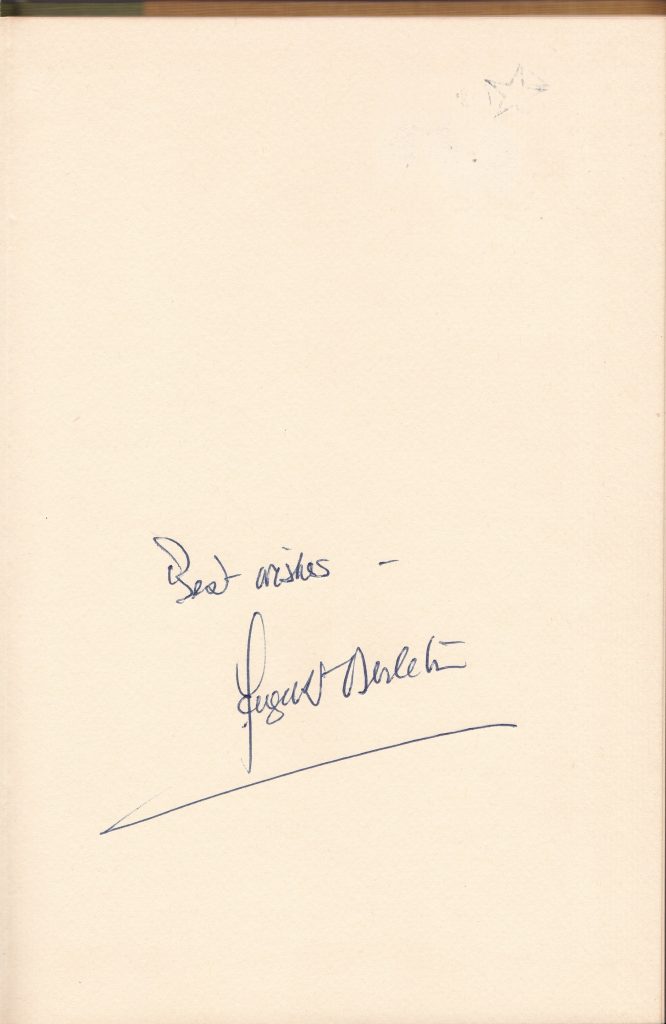 Best wishes –
August Derleth